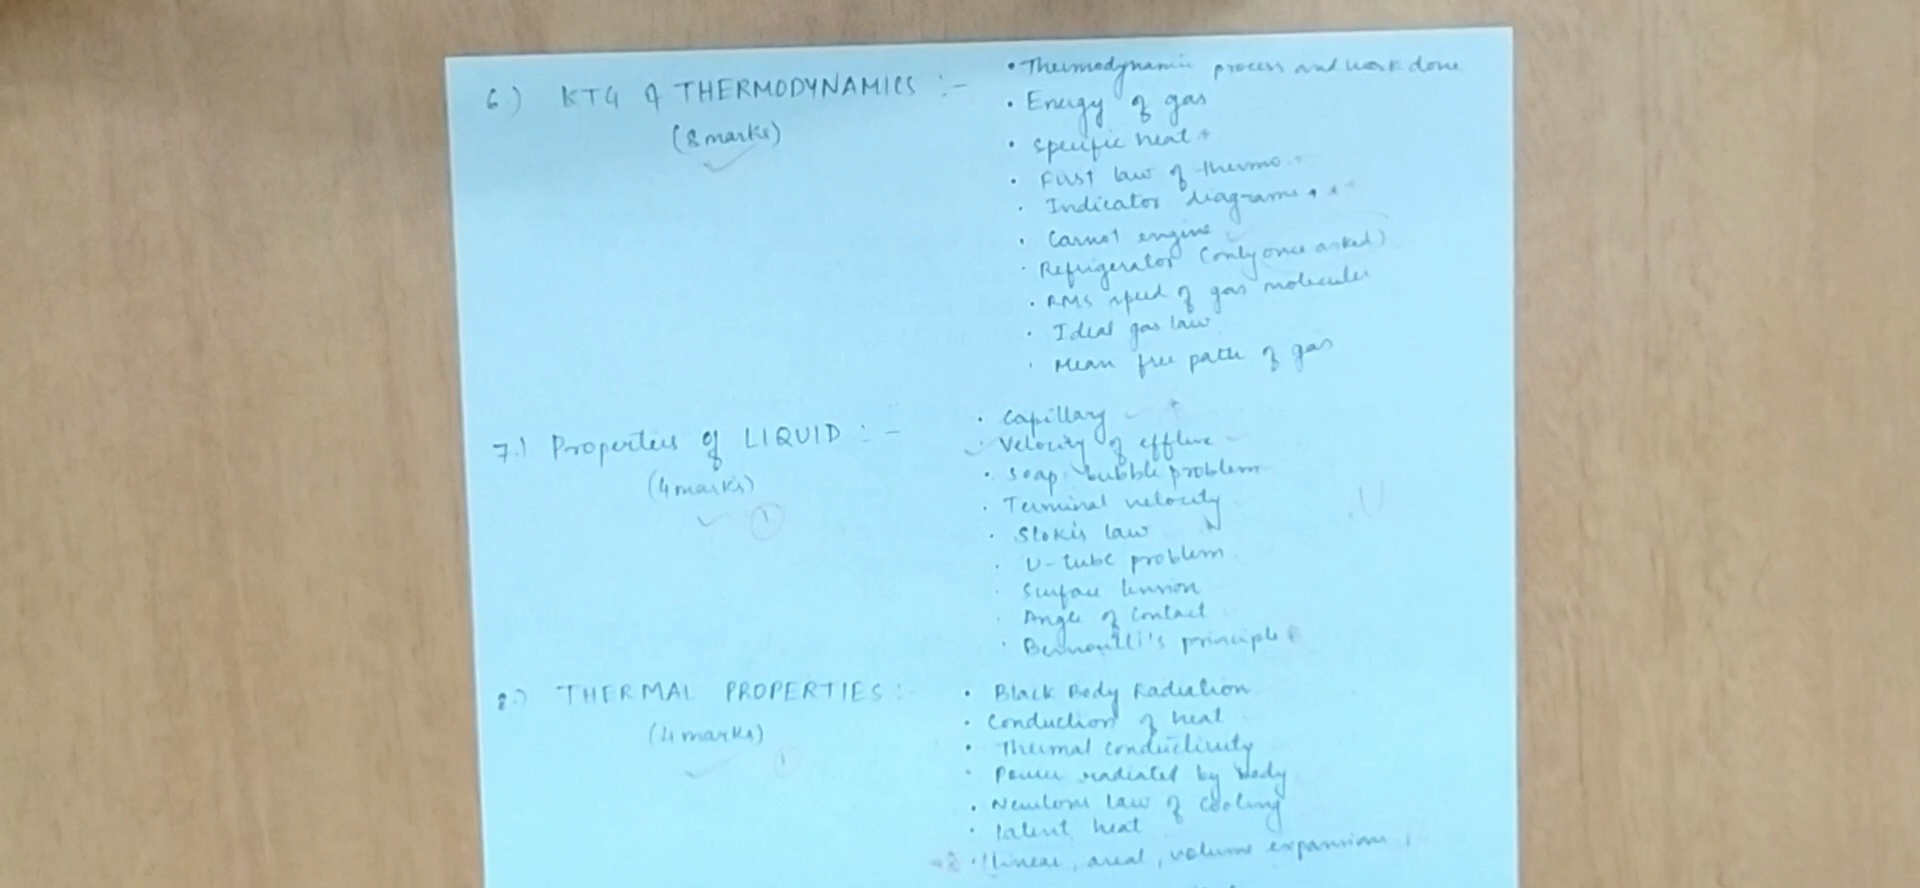 6.) KTG & THERMODYNAMICS :-
(8 marks)
• Thermodynamic process and work done
• Energy of gas
• Specific heat
• First law of thermo
• Indicator diagrams
• Carnot engine
• Refrigerator (only once asked)
• RMS speed of gas molecules
• Ideal gas law
• Mean free path of gas
7.) Properties of LIQUID :-
(4 marks)
1
• Capillary
• Velocity of efflux
• Soap bubble problem
• Terminal velocity
• Stokis law
• U-tube problem
• Surface tension
• Angle of contact
• Bernoulli's principle
8.) THERMAL PROPERTIES :-
(4 marks)
1
• Black Body Radiation
• Conduction of heat
• Thermal conductivity
• Power radiated by body
• Newtons law of cooling
• latent heat
• linear, areal, volume expansion